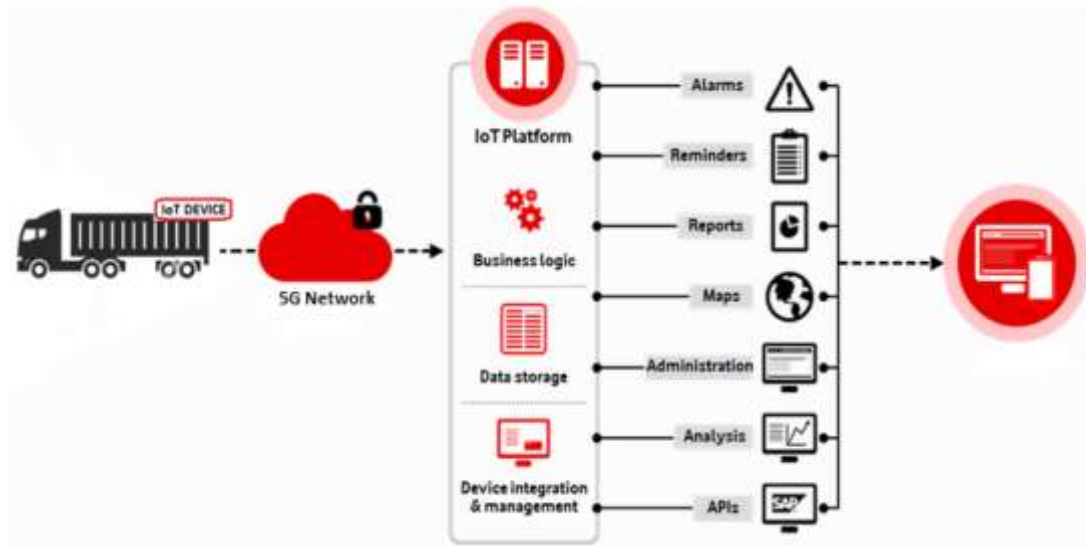 IoT DEVICE
5G Network
IoT Platform
Business logic
Data storage
Device integration
& management
Alarms
Reminders
Reports
Maps
Administration
Analysis
APIs
SAP